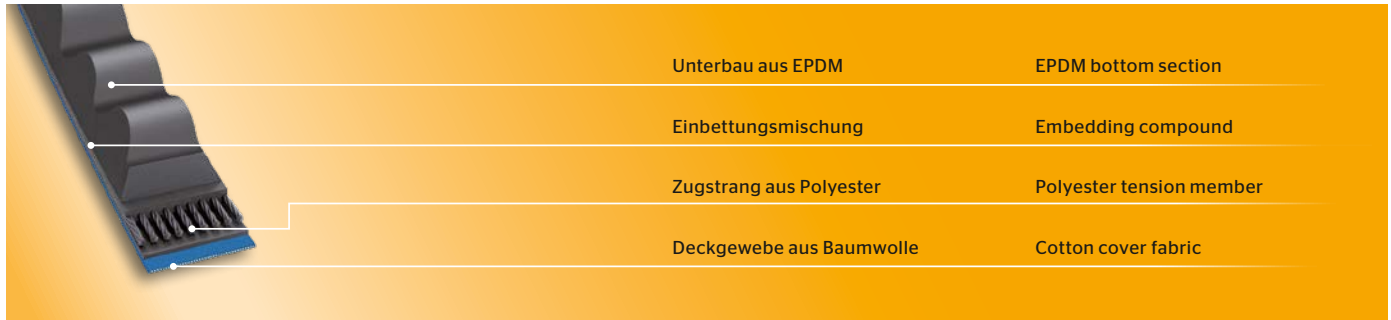 Unterbau aus EPDM EPDM bottom section
Einbettungsmischung Embedding compound
Zugstrang aus Polyester Polyester tension member
Deckgewebe aus Baumwolle Cotton cover fabric